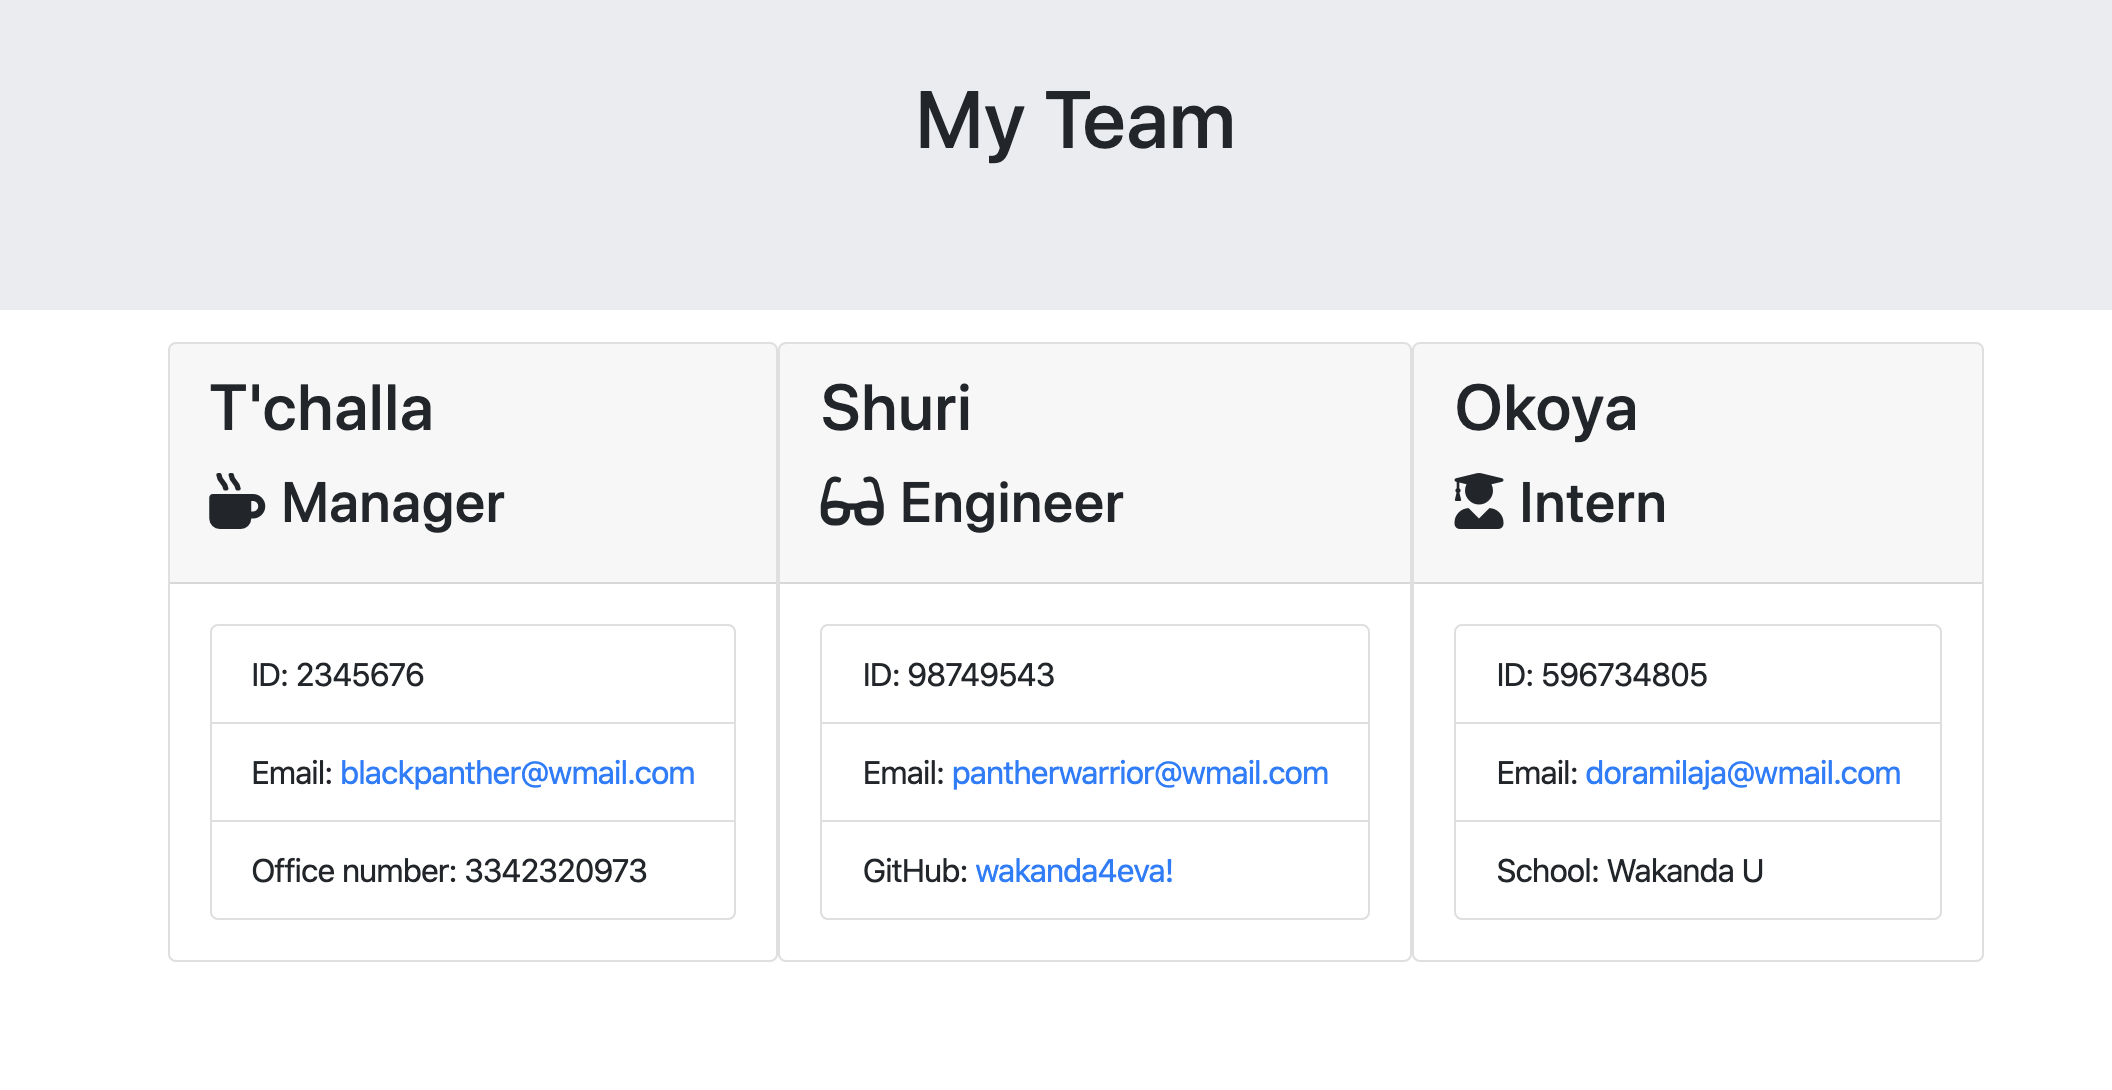 My Team
T'challa
Manager
ID: 2345676
Email: blackpanther@wmail.com
Office number: 3342320973
Shuri
Engineer
ID: 98749543
Email: pantherwarrior@wmail.com
GitHub: wakanda4eva!
Okoya
Intern
ID: 596734805
Email: doramilaja@wmail.com
School: Wakanda U